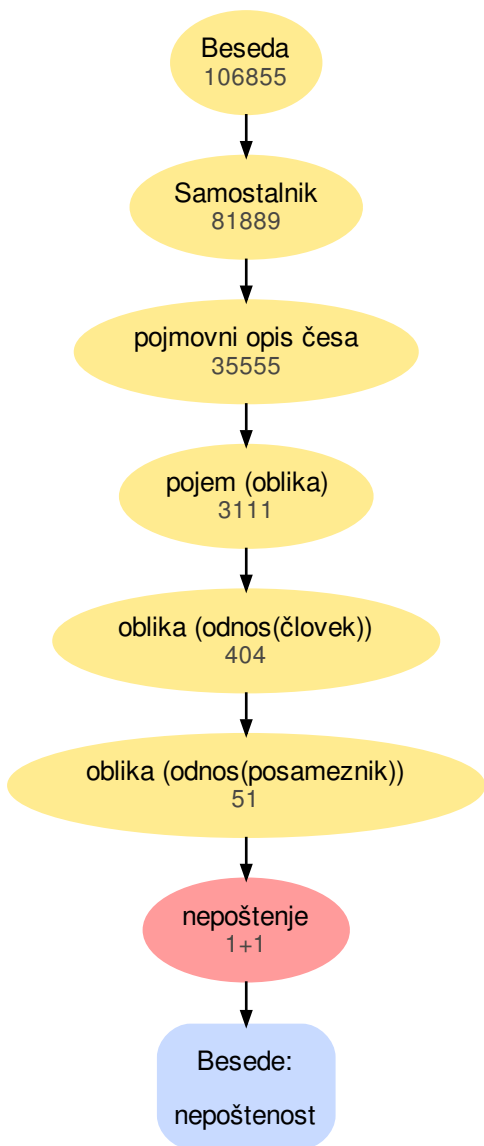 Beseda
106855
Samostalnik
81889
pojmovni opis česa
35555
pojem (oblika)
3111
oblika (odnos(človek))
404
oblika (odnos(posameznik))
51
nepoštenje
1+1
Besede:
nepoštenost